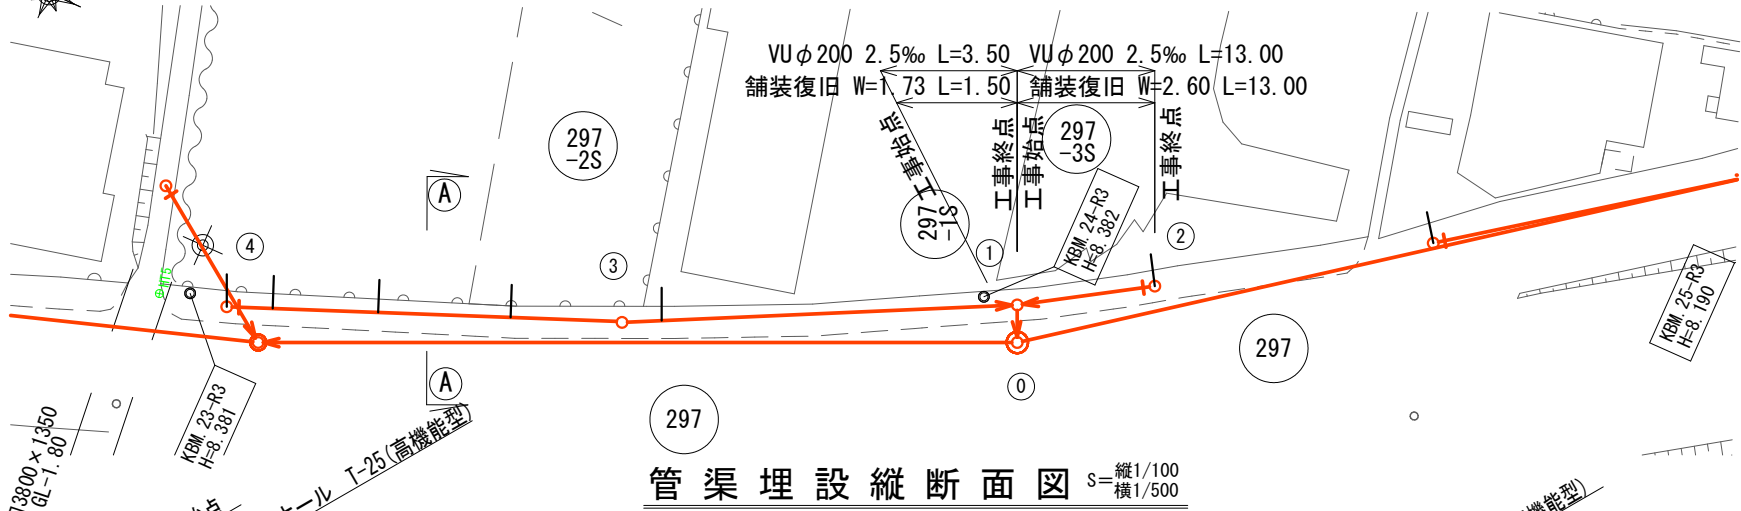 VUφ200 2.5‰ L=3.50
VUφ200 2.5‰ L=13.00
舗装復旧 W=1.73 L=1.50
舗装復旧 W=2.60 L=13.00
工事始点
工事終点
工事始点
工事終点
297
-2S
297
-3S
297
-1S
A
KBM.24-R3
H=8.382
4
3
1
2
KBM.25-R3
H=8.190
297
A
0
KBM.23-R3
H=8.381
297
13800×1350
GL-1.80
T-25(高機能型)
管渠埋設縦断面図
S=縦1/100
横1/500